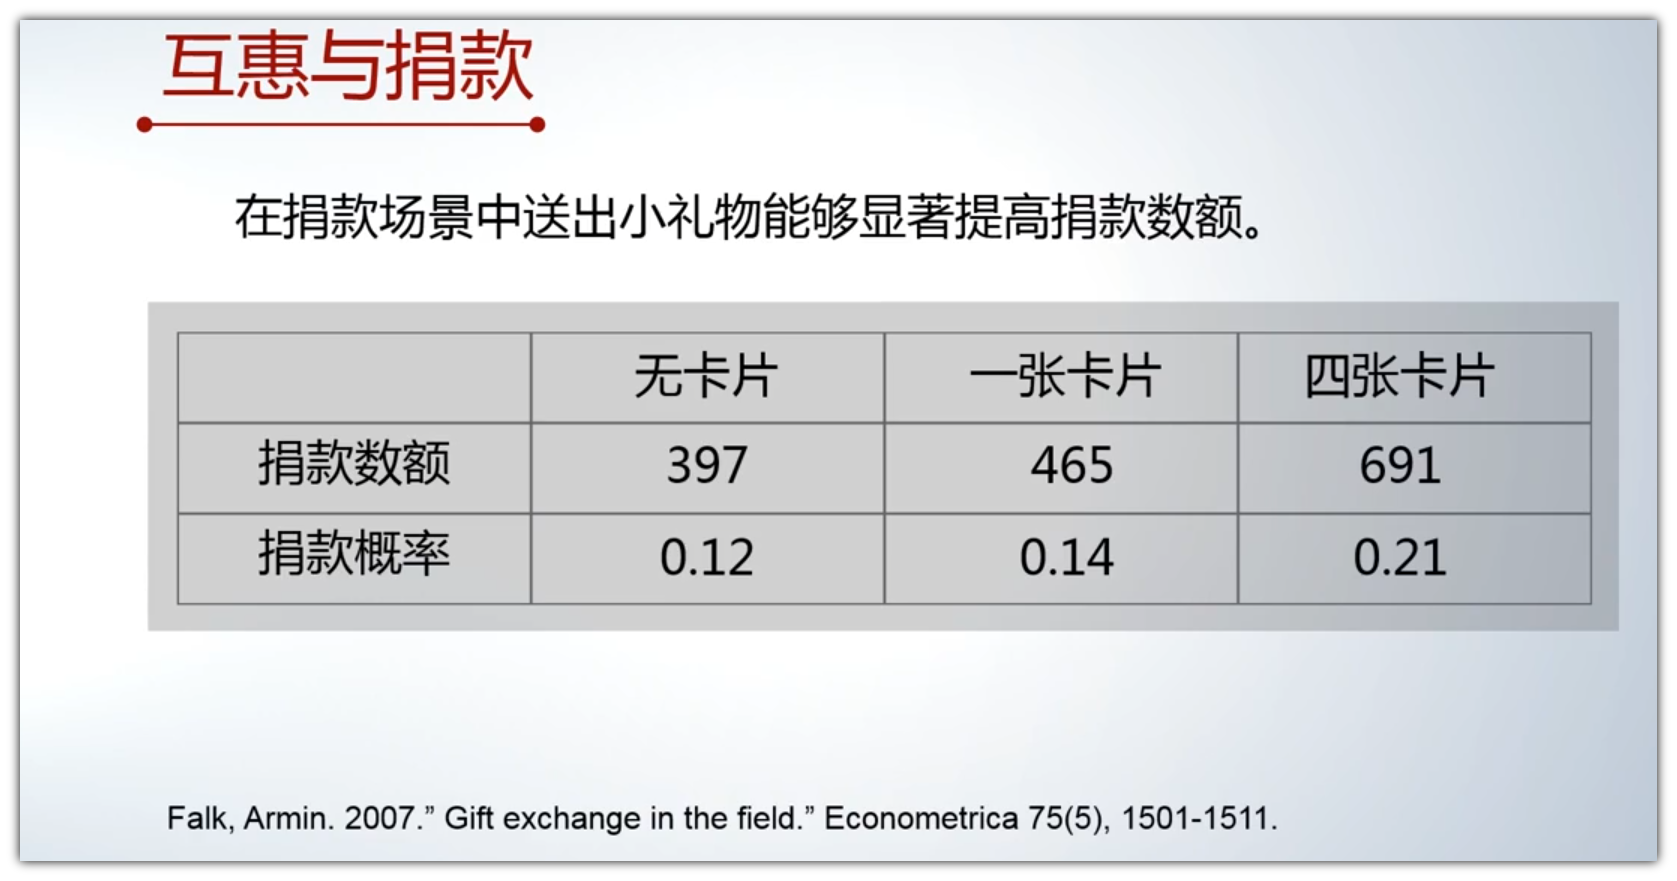 互惠与捐款
在捐款场景中送出小礼物能够显著提高捐款数额。
无卡片 一张卡片 四张卡片
捐款数额 397 465 691
捐款概率 0.12 0.14 0.21
Falk, Armin. 2007.” Gift exchange in the field.” Econometrica 75(5), 1501-1511.